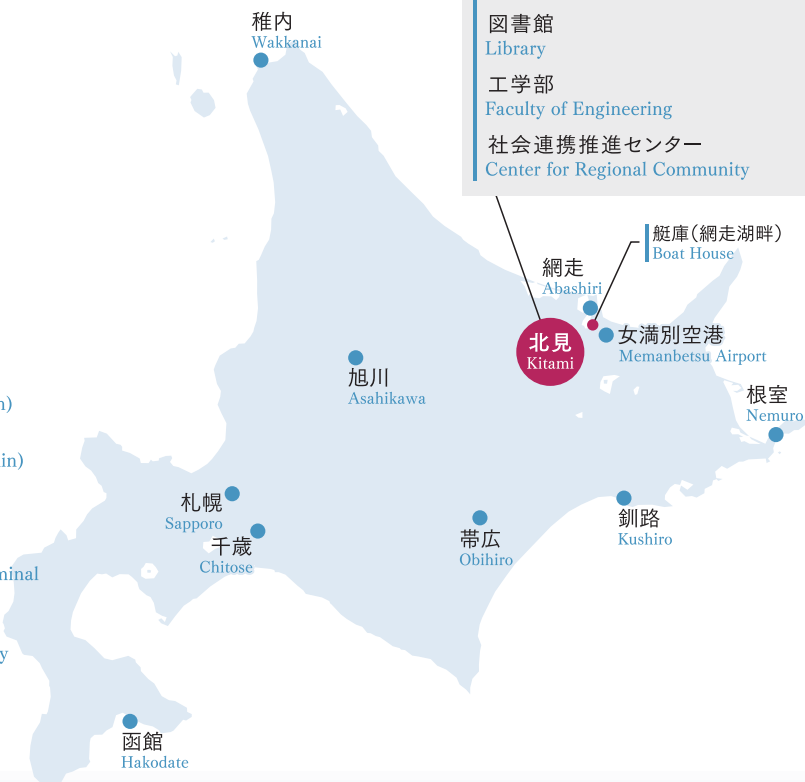 稚内
Wakkanai
図書館
Library
工学部
Faculty of Engineering
社会連携推進センター
Center for Regional Community
艇庫（網走湖畔）
Boat House
網走
Abashiri
北見
Kitami
女満別空港
Memanbetsu Airport
旭川
Asahikawa
根室
Nemuro
札幌
Sapporo
千歳
Chitose
帯広
Obihiro
釧路
Kushiro
函館
Hakodate